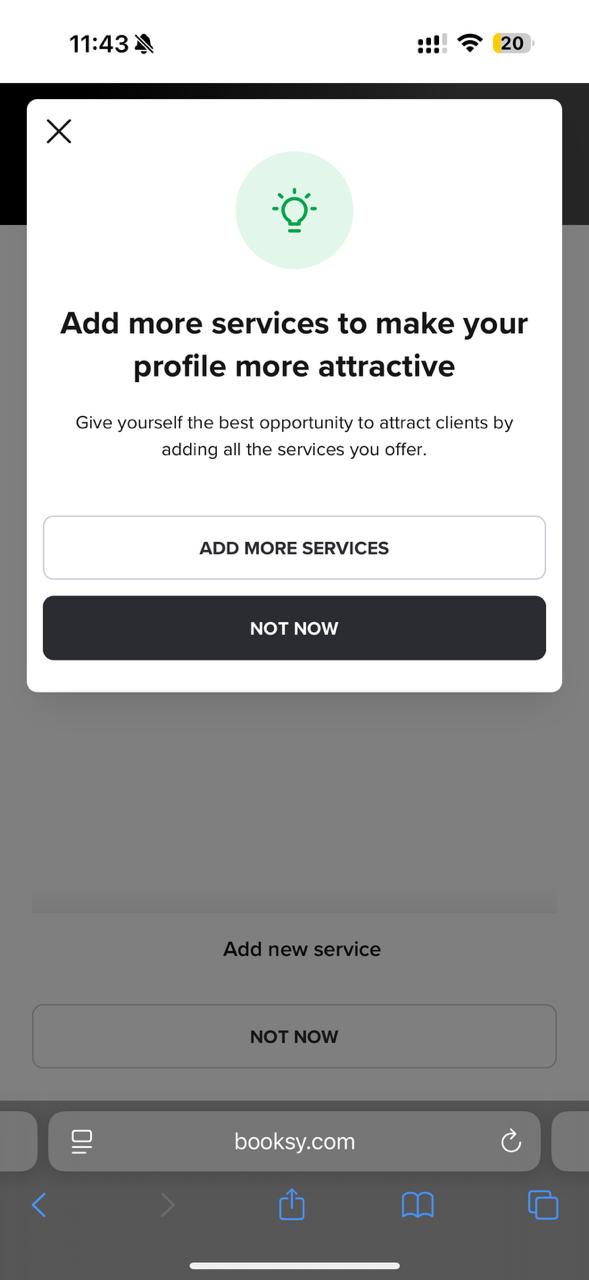 11:43
20
Add more services to make your
profile more attractive
Give yourself the best opportunity to attract clients by
adding all the services you offer.
ADD MORE SERVICES
NOT NOW
Add new service
NOT NOW
booksy.com